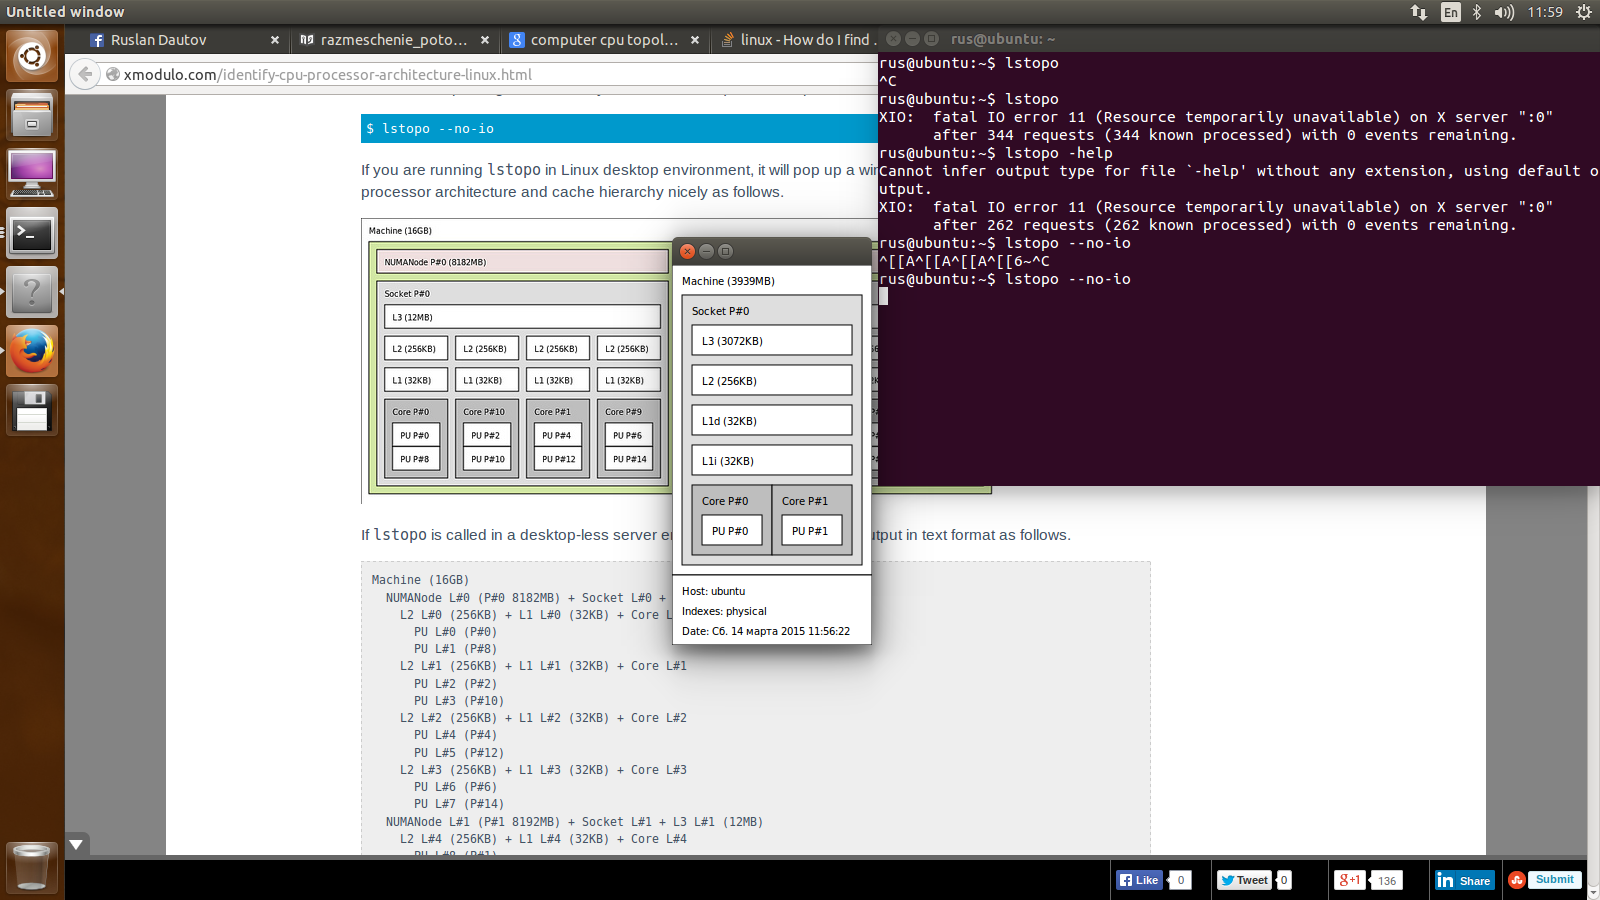 Untitled window
En
11:59
Ruslan Dautov
razmeschenie_poto...
computer cpu topol...
linux - How do I find .
rus@ubuntu: ~
xmodulo.com/identify-cpu-processor-architecture-linux.html
$ lstopo --no-io
If you are running lstopo in Linux desktop environment, it will pop up a
processor architecture and cache hierarchy nicely as follows.
Machine (16GB)
NUMANode P#0 (8182MB)
Socket P#0
L3 (12MB)
L2 (256KB) L2 (256KB) L2 (256KB) L2 (256KB)
L1 (32KB) L1 (32KB) L1 (32KB) L1 (32KB)
Core P#0 Core P#10 Core P#1 Core P#9
PU P#0 PU P#2 PU P#4 PU P#6
PU P#8 PU P#10 PU P#12 PU P#14
If lstopo is called in a desktop-less server
in text format as follows.
Machine (16GB)
NUMANode L#0 (P#0 8182MB) + Socket L#0 +
L2 L#0 (256KB) + L1 L#0 (32KB) + Core
PU L#0 (P#0)
PU L#1 (P#8)
L2 L#1 (256KB) + L1 L#1 (32KB) + Core L#1
PU L#2 (P#2)
PU L#3 (P#10)
L2 L#2 (256KB) + L1 L#2 (32KB) + Core L#2
PU L#4 (P#4)
PU L#5 (P#12)
L2 L#3 (256KB) + L1 L#3 (32KB) + Core L#3
PU L#6 (P#6)
PU L#7 (P#14)
NUMANode L#1 (P#1 8192MB) + Socket L#1 + L3 L#1 (12MB)
L2 L#4 (256KB) + L1 L#4 (32KB) + Core L#4
Machine (3939MB)
Socket P#0
L3 (3072KB)
L2 (256KB)
L1d (32KB)
L1i (32KB)
Core P#0 Core P#1
PU P#0 PU P#1
Host: ubuntu
Indexes: physical
Date: Сб. 14 марта 2015 11:56:22
rus@ubuntu:~$ lstopo
^C
rus@ubuntu:~$ lstopo
XIO:  fatal IO error 11 (Resource temporarily unavailable) on X server ":0"
after 344 requests (344 known processed) with 0 events remaining.
rus@ubuntu:~$ lstopo -help
Cannot infer output type for file `-help' without any extension, using default o
utput.
XIO:  fatal IO error 11 (Resource temporarily unavailable) on X server ":0"
after 262 requests (262 known processed) with 0 events remaining.
rus@ubuntu:~$ lstopo --no-io
^[[A^[[A^[[A^[[6~^C
rus@ubuntu:~$ lstopo --no-io
Like 0
Tweet 0
g+1 136
in Share
Submit